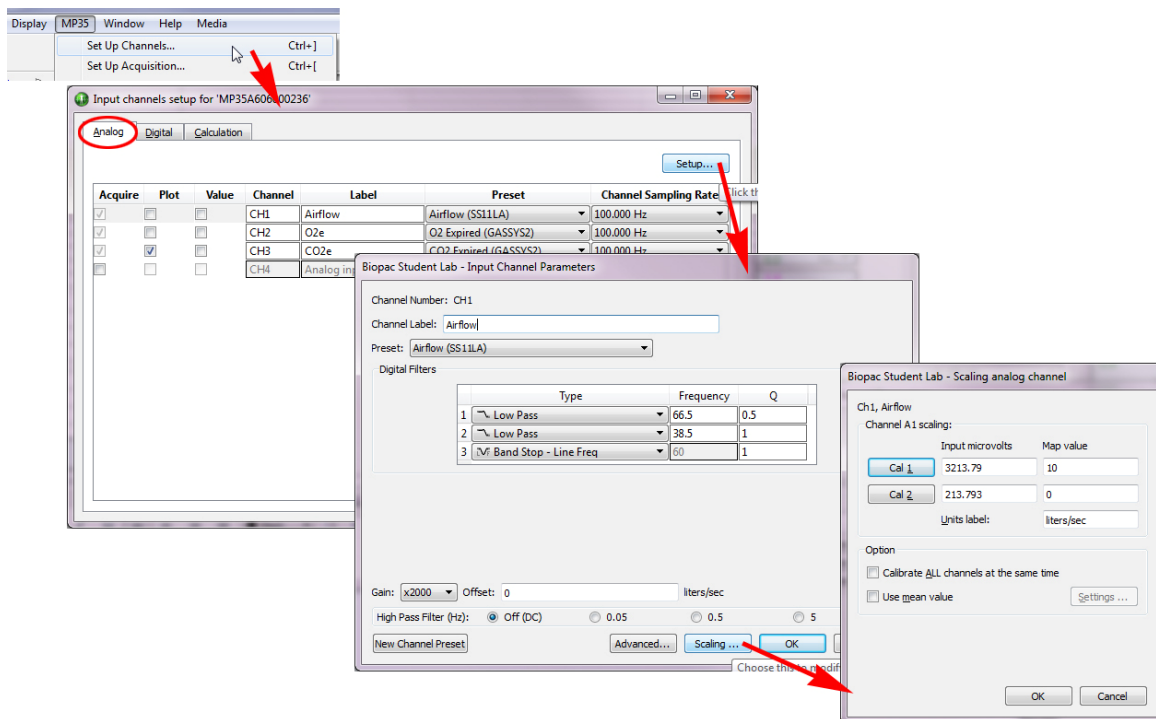 Display MP35 Window Help Media
Set Up Channels... Ctrl+]
Set Up Acquisition... Ctrl+[
Input channels setup for 'MP35A606 00236'
Analog Digital Calculation
Setup...
Click th
Acquire Plot Value Channel Label Preset Channel Sampling Rate
CH1 Airflow Airflow (SS11LA) 100.000 Hz
CH2 O2e O2 Expired (GASSYS2) 100.000 Hz
CH3 CO2e CO2 Expired (GASSYS2) 100.000 Hz
CH4 Analog inp
Biopac Student Lab - Input Channel Parameters
Channel Number: CH1
Channel Label: Airflow
Preset: Airflow (SS11LA)
Digital Filters
Type Frequency Q
1 Low Pass 66.5 0.5
2 Low Pass 38.5 1
3 Band Stop - Line Freq 60 1
Gain: x2000 Offset: 0 liters/sec
High Pass Filter (Hz): Off (DC) 0.05 0.5 5
New Channel Preset Advanced... Scaling ... OK
Choose this to modif
Biopac Student Lab - Scaling analog channel
Ch1, Airflow
Channel A1 scaling:
Input microvolts Map value
Cal 1 3213.79 10
Cal 2 213.793 0
Units label: liters/sec
Option
Calibrate ALL channels at the same time
Use mean value Settings ...
OK Cancel